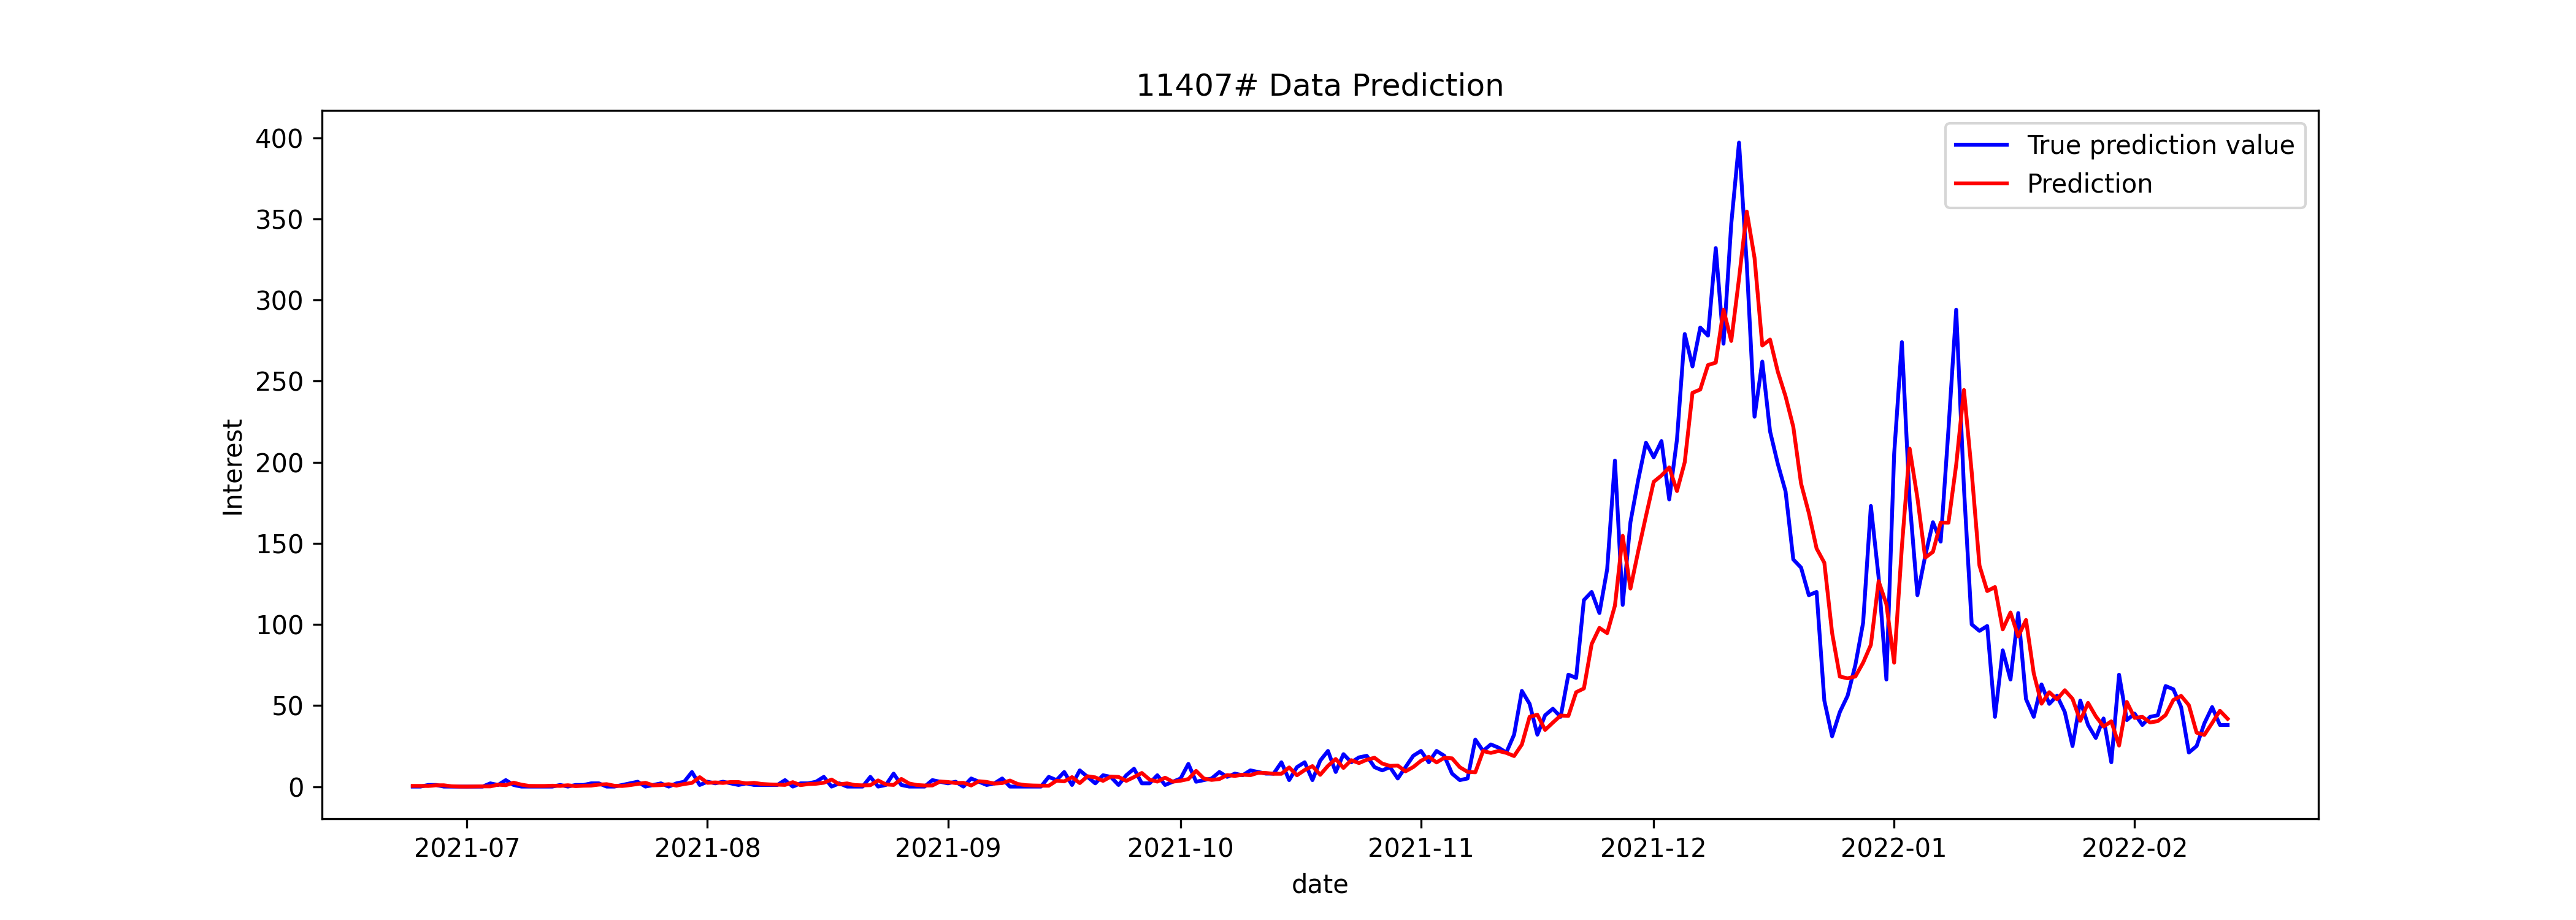 11407# Data Prediction
True prediction value
Prediction
400
350
300
250
200
150
100
50
0
Interest
2021-07 2021-08 2021-09 2021-10 2021-11 2021-12 2022-01 2022-02
date